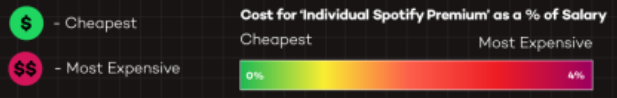 $ - Cheapest
$$ - Most Expensive
Cost for 'Individual Spotify Premium' as a % of Salary
Cheapest Most Expensive
0% 4%